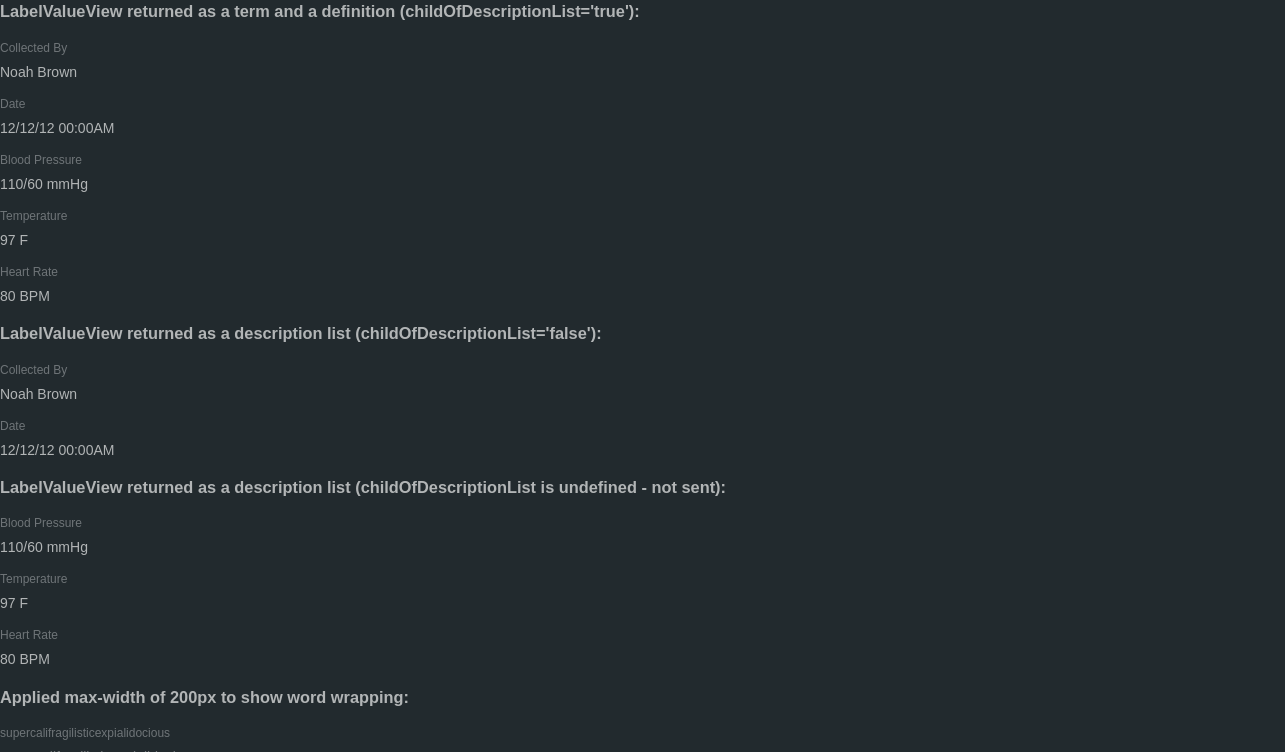 LabelValueView returned as a term and a definition (childOfDescriptionList='true'):
Collected By
Noah Brown
Date
12/12/12 00:00AM
Blood Pressure
110/60 mmHg
Temperature
97 F
Heart Rate
80 BPM
LabelValueView returned as a description list (childOfDescriptionList='false'):
Collected By
Noah Brown
Date
12/12/12 00:00AM
LabelValueView returned as a description list (childOfDescriptionList is undefined - not sent):
Blood Pressure
110/60 mmHg
Temperature
97 F
Heart Rate
80 BPM
Applied max-width of 200px to show word wrapping:
supercalifragilisticexpialidocious